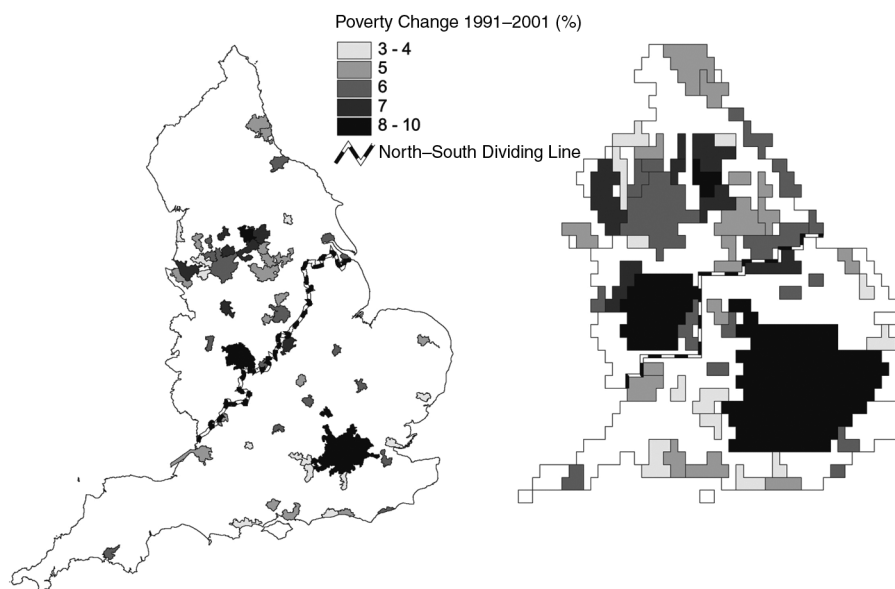 Poverty Change 1991–2001 (%)
3 - 4
5
6
7
8 - 10
North–South Dividing Line